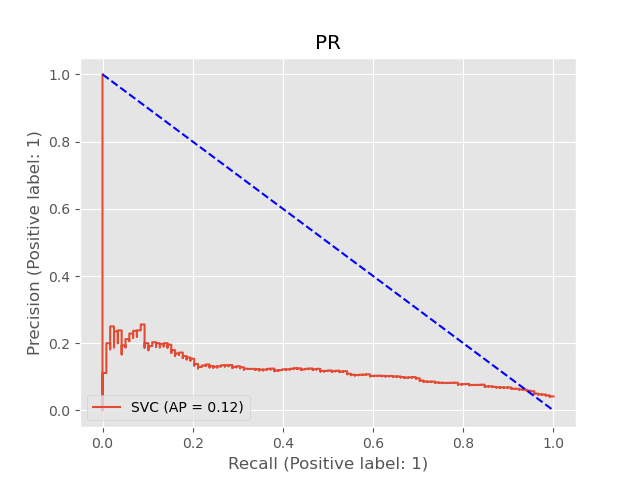 PR
Precision (Positive label: 1)
1.0
0.8
0.6
0.4
0.2
0.0
SVC (AP = 0.12)
0.0 0.2 0.4 0.6 0.8 1.0
Recall (Positive label: 1)